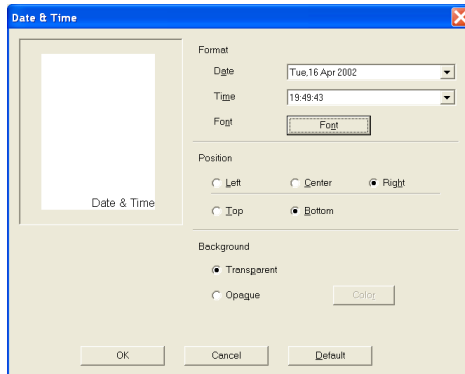 Date & Time
Format
Date Tue,16 Apr 2002
Time 19:49:43
Font Font
Position
Left Center Right
Top Bottom
Date & Time
Background
Transparent
Opaque Color
OK Cancel Default